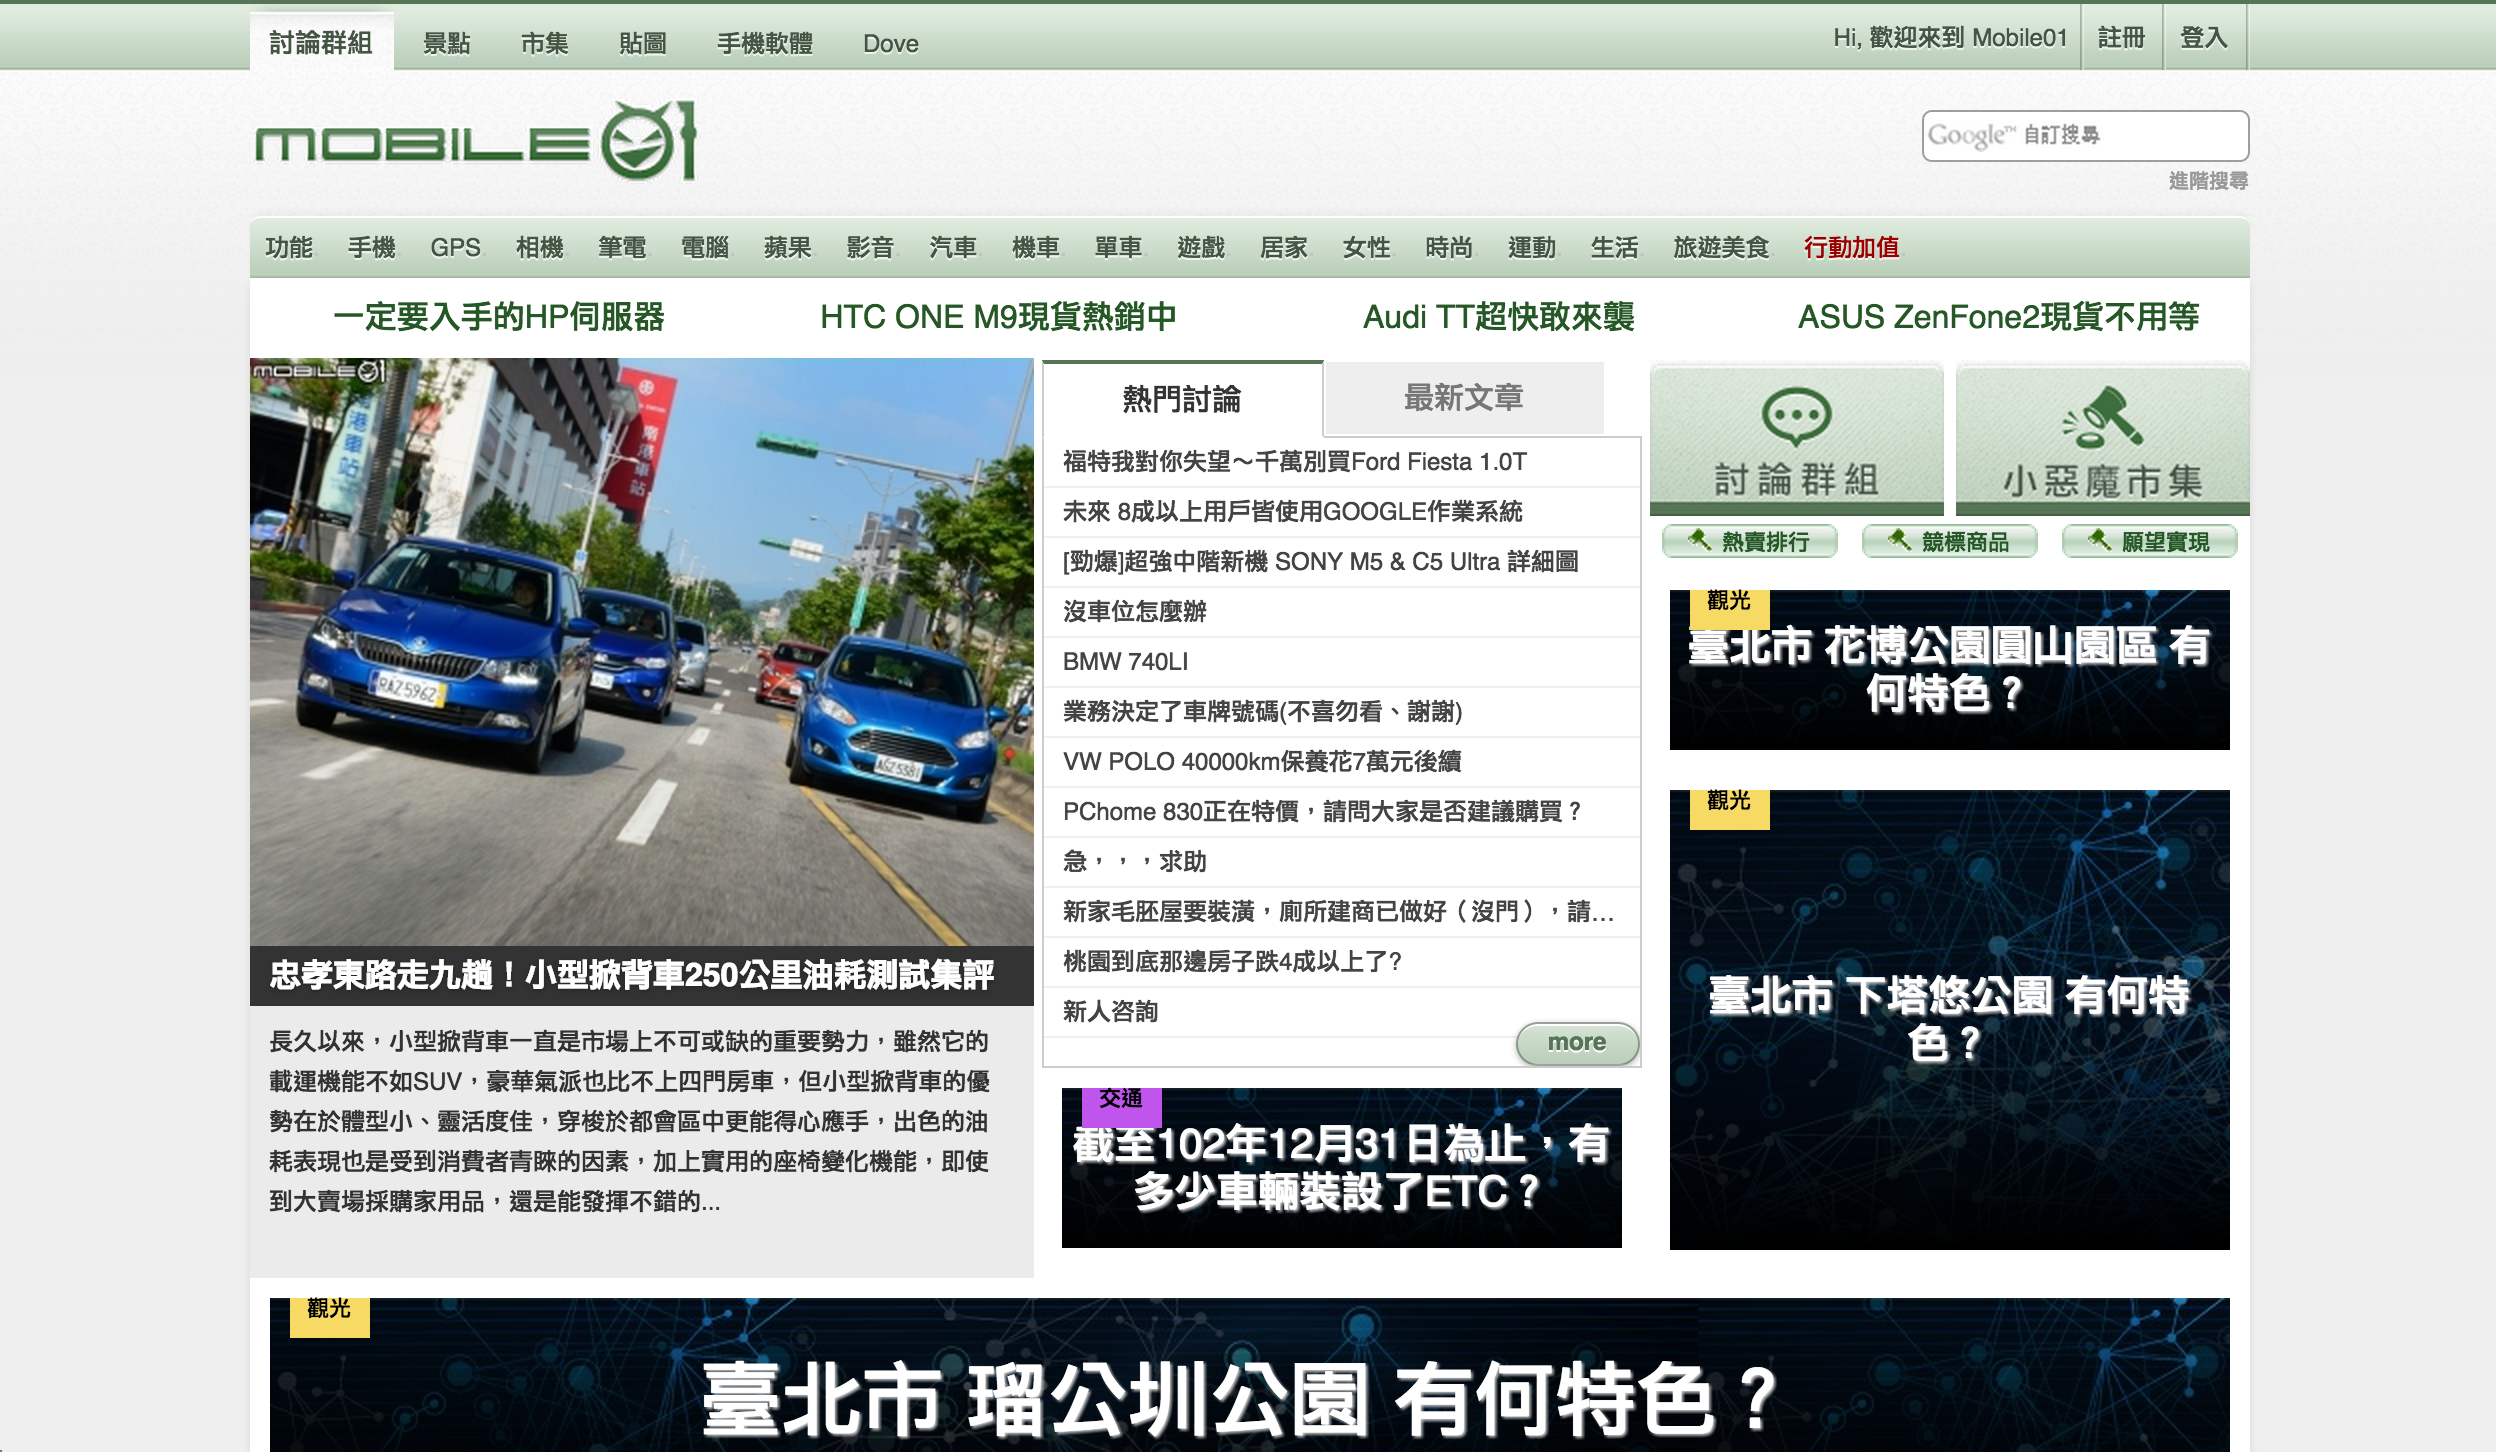 討論群組
景點
市集
貼圖
手機軟體
Dove
Hi, 歡迎來到 Mobile01
註冊
登入
MOBILE01
Google™ 自訂搜尋
進階搜尋
功能 手機 GPS 相機 筆電 電腦 蘋果 影音 汽車 機車 單車 遊戲 居家 女性 時尚 運動 生活 旅遊美食 行動加值
一定要入手的HP伺服器
HTC ONE M9現貨熱銷中
Audi TT超快敢來襲
ASUS ZenFone2現貨不用等
MOBILE01
港車站
南港車站
RAZ5962
AGZ5381
忠孝東路走九趟！小型掀背車250公里油耗測試集評
長久以來，小型掀背車一直是市場上不可或缺的重要勢力，雖然它的
載運機能不如SUV，豪華氣派也比不上四門房車，但小型掀背車的優
勢在於體型小、靈活度佳，穿梭於都會區中更能得心應手，出色的油
耗表現也是受到消費者青睞的因素，加上實用的座椅變化機能，即使
到大賣場採購家用品，還是能發揮不錯的...
熱門討論
最新文章
福特我對你失望～千萬別買Ford Fiesta 1.0T
未來 8成以上用戶皆使用GOOGLE作業系統
[勁爆]超強中階新機 SONY M5 & C5 Ultra 詳細圖
沒車位怎麼辦
BMW 740LI
業務決定了車牌號碼(不喜勿看、謝謝)
VW POLO 40000km保養花7萬元後續
PChome 830正在特價，請問大家是否建議購買？
急，，，求助
新家毛胚屋要裝潢，廁所建商已做好（沒門），請...
桃園到底那邊房子跌4成以上了?
新人咨詢
more
交通
截至102年12月31日為止，有
多少車輛裝設了ETC？
討論群組
小惡魔市集
熱賣排行
競標商品
願望實現
觀光
臺北市 花博公園圓山園區 有
何特色？
觀光
臺北市 下塔悠公園 有何特
色？
觀光
臺北市 瑠公圳公園 有何特色？